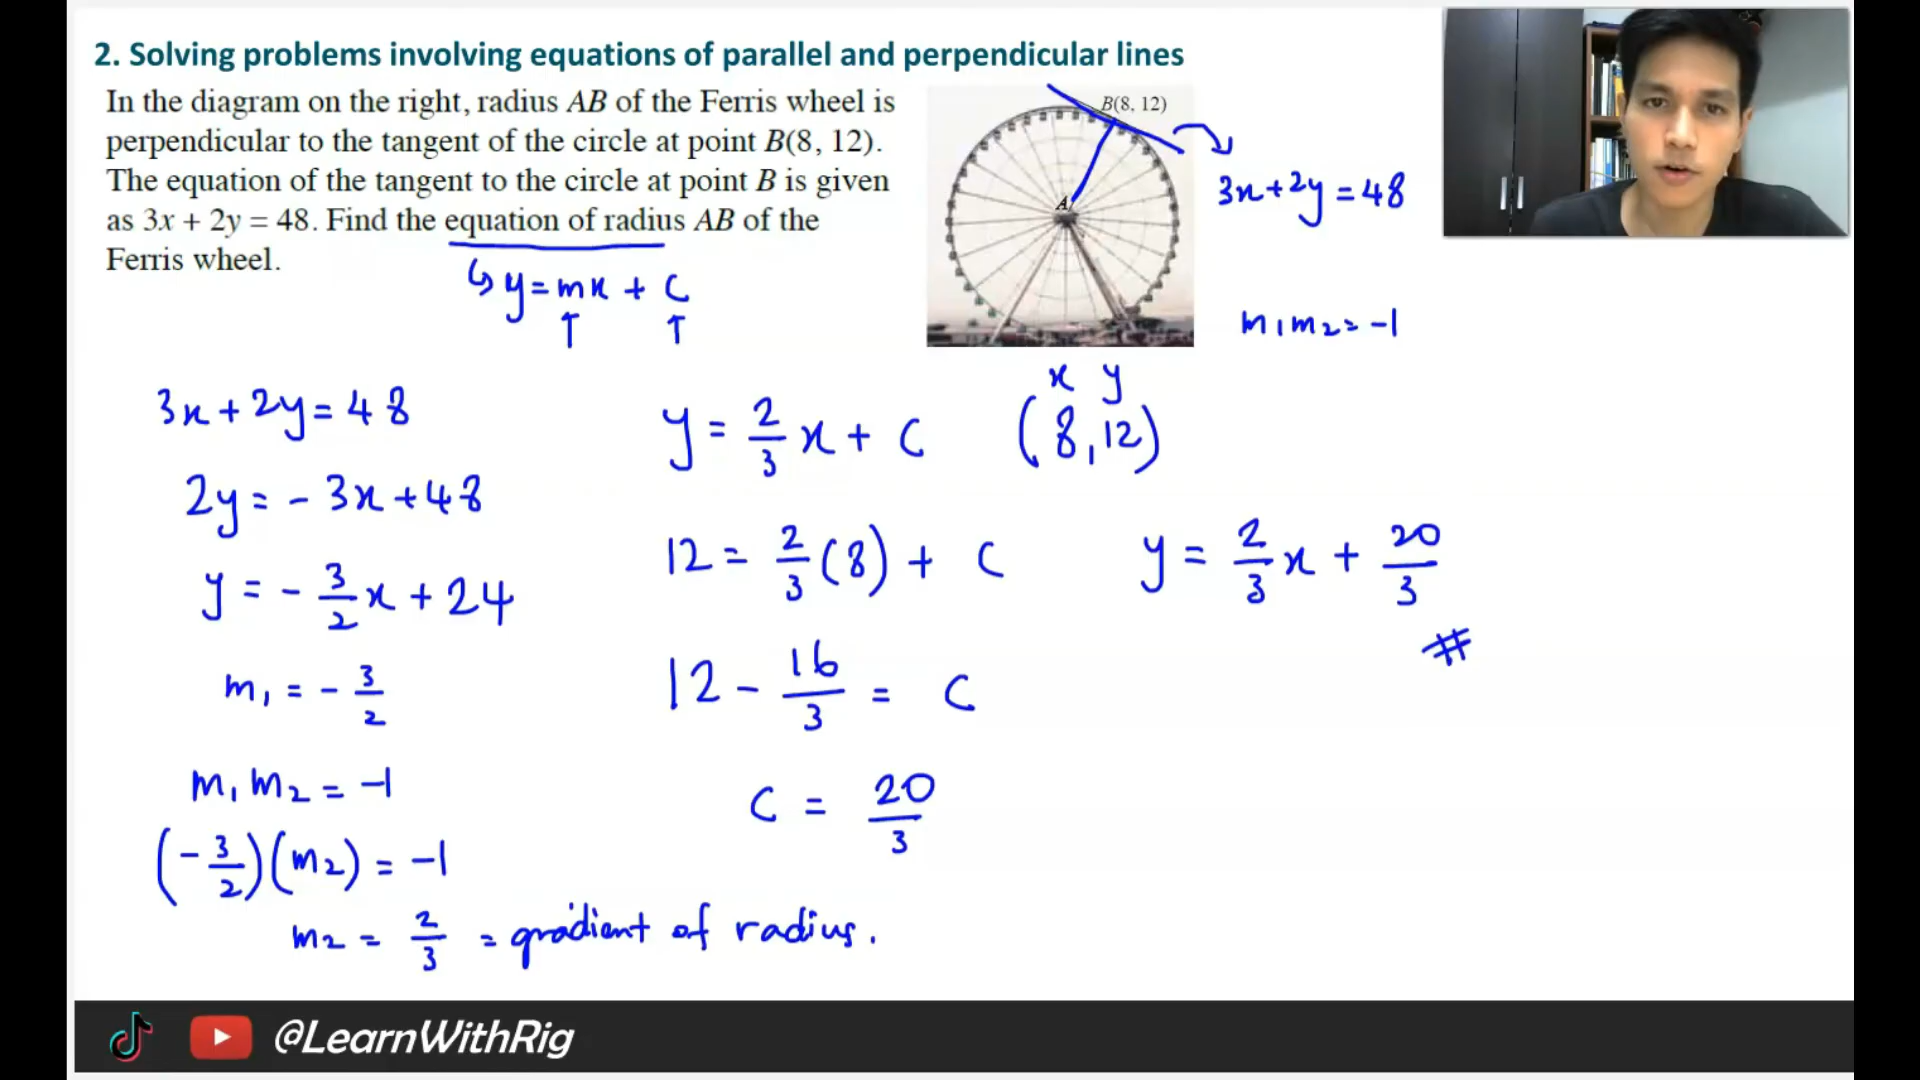 2. Solving problems involving equations of parallel and perpendicular lines
In the diagram on the right, radius AB of the Ferris wheel is
perpendicular to the tangent of the circle at point B(8, 12).
The equation of the tangent to the circle at point B is given
as 3x + 2y = 48. Find the equation of radius AB of the
Ferris wheel.
B(8, 12)
A
3x+2y=48
y=mx + c
m1m2=-1
3x+2y=48
2y=-3x+48
y=-3/2x+24
m1=-3/2
m1m2=-1
(-3/2)(m2)=-1
m2=2/3=gradient of radius.
y=2/3x+c
x y
(8,12)
12=2/3(8)+c
12-16/3=c
c=20/3
y=2/3x+20/3
#
@LearnWithRig